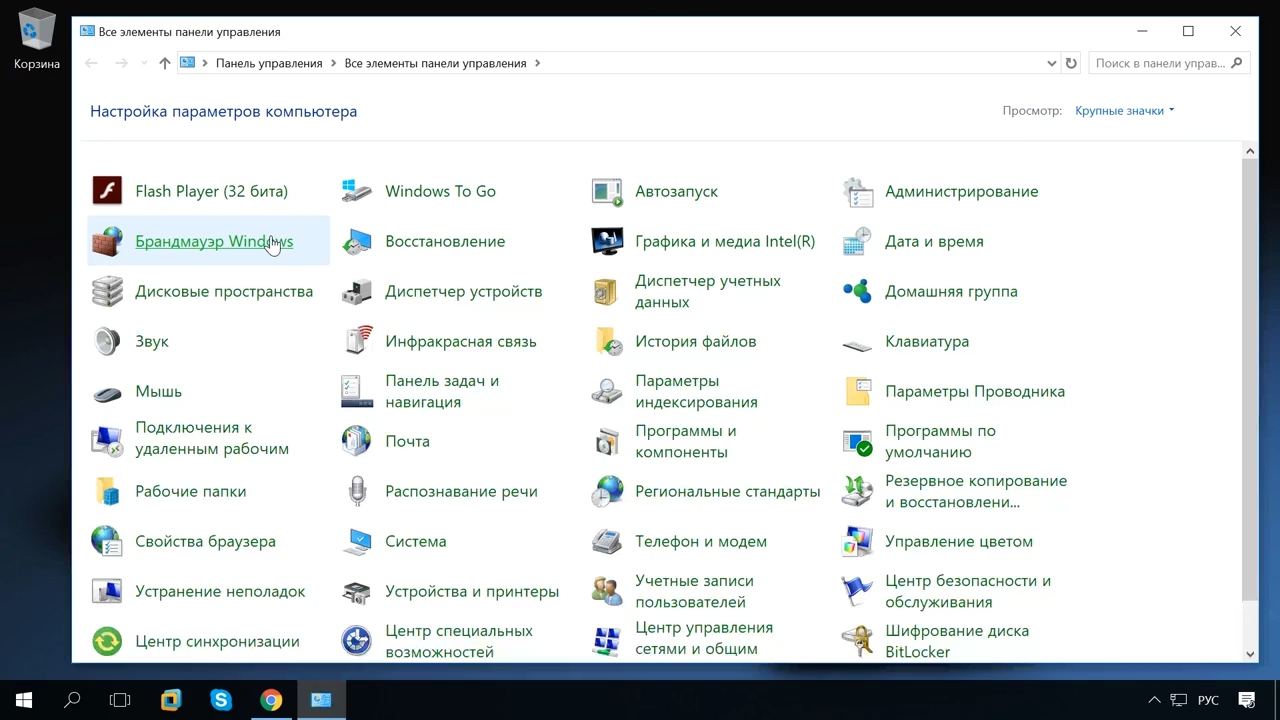 Корзина
Все элементы панели управления
Панель управления
Все элементы панели управления
Поиск в панели управ...
Настройка параметров компьютера
Просмотр: Крупные значки
Flash Player (32 бита)
Windows To Go
Автозапуск
Администрирование
Брандмауэр Windows
Восстановление
Графика и медиа Intel(R)
Дата и время
Дисковые пространства
Диспетчер устройств
Диспетчер учетных
данных
Домашняя группа
Звук
Инфракрасная связь
История файлов
Клавиатура
Мышь
Панель задач и
навигация
Параметры
индексирования
Параметры Проводника
Подключения к
удаленным рабочим
Почта
Программы и
компоненты
Программы по
умолчанию
Рабочие папки
Распознавание речи
Региональные стандарты
Резервное копирование
и восстановлени...
Свойства браузера
Система
Телефон и модем
Управление цветом
Устранение неполадок
Устройства и принтеры
Учетные записи
пользователей
Центр безопасности и
обслуживания
Центр синхронизации
Центр специальных
возможностей
Центр управления
сетями и общим
Шифрование диска
BitLocker
РУС